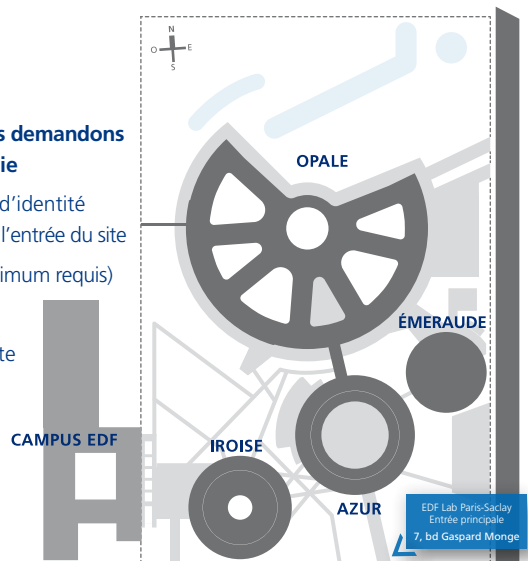 N
O E
S
s demandons
ie
d'identité
l'entrée du site
imum requis)
te
OPALE
ÉMERAUDE
CAMPUS EDF
IROISE
AZUR
EDF Lab Paris-Saclay
Entrée principale
7, bd Gaspard Monge